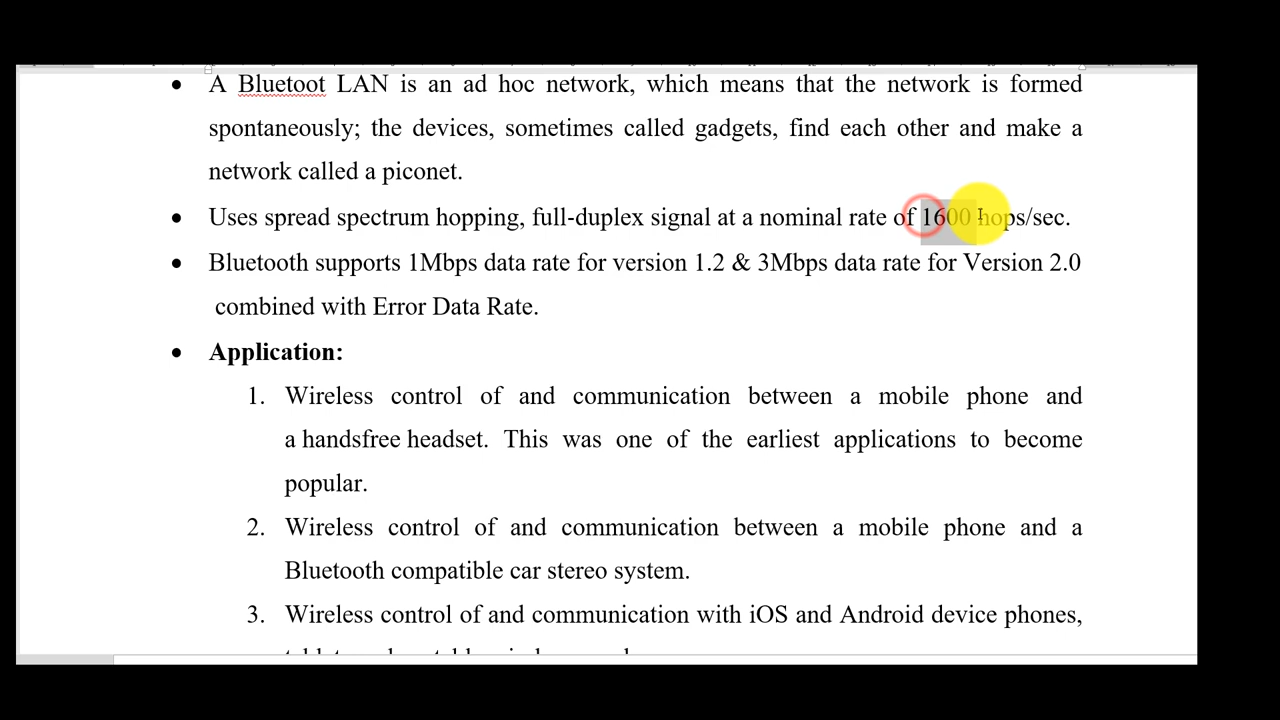 • A Bluetoot LAN is an ad hoc network, which means that the network is formed
spontaneously; the devices, sometimes called gadgets, find each other and make a
network called a piconet.
• Uses spread spectrum hopping, full-duplex signal at a nominal rate of 1600 hops/sec.
• Bluetooth supports 1Mbps data rate for version 1.2 & 3Mbps data rate for Version 2.0
combined with Error Data Rate.
• Application:
1. Wireless control of and communication between a mobile phone and
a handsfree headset. This was one of the earliest applications to become
popular.
2. Wireless control of and communication between a mobile phone and a
Bluetooth compatible car stereo system.
3. Wireless control of and communication with iOS and Android device phones,